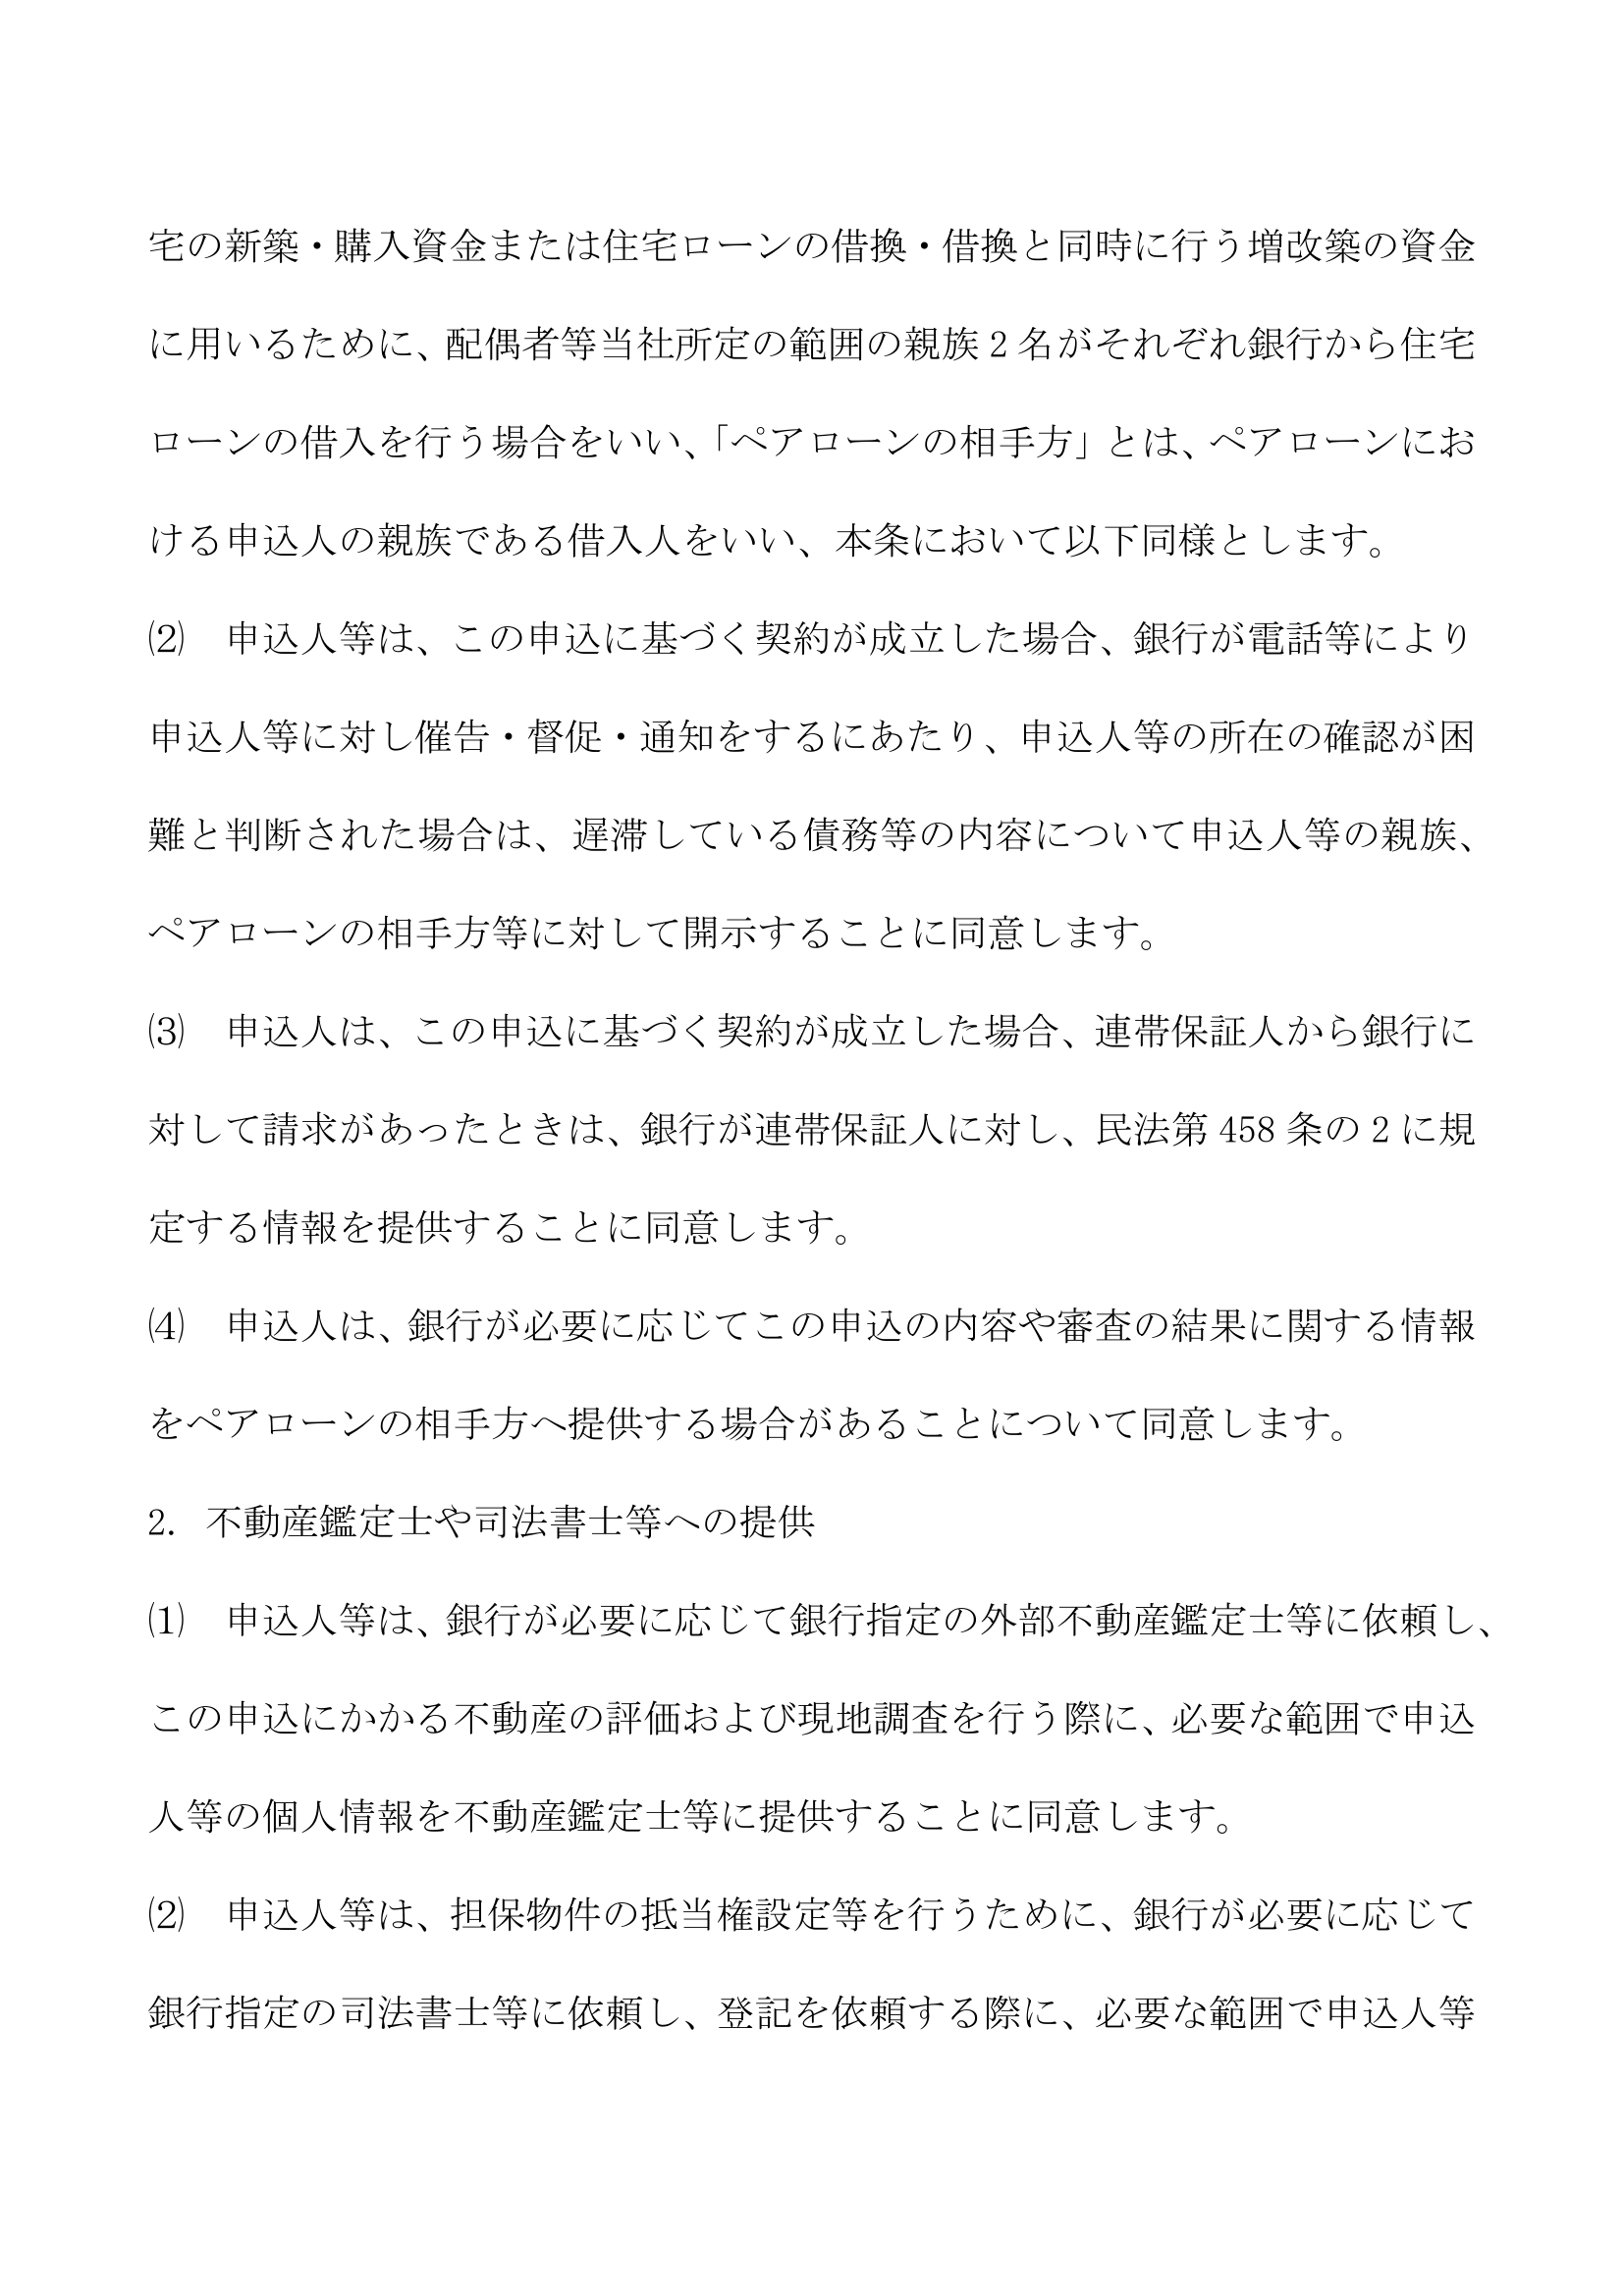 宅の新築・購入資金または住宅ローンの借換・借換と同時に行う増改築の資金
に用いるために、配偶者等当社所定の範囲の親族 2 名がそれぞれ銀行から住宅
ローンの借入を行う場合をいい、「ペアローンの相手方」とは、ペアローンにお
ける申込人の親族である借入人をいい、本条において以下同様とします。
⑵　申込人等は、この申込に基づく契約が成立した場合、銀行が電話等により
申込人等に対し催告・督促・通知をするにあたり、申込人等の所在の確認が困
難と判断された場合は、遅滞している債務等の内容について申込人等の親族、
ペアローンの相手方等に対して開示することに同意します。
⑶　申込人は、この申込に基づく契約が成立した場合、連帯保証人から銀行に
対して請求があったときは、銀行が連帯保証人に対し、民法第 458 条の 2 に規
定する情報を提供することに同意します。
⑷　申込人は、銀行が必要に応じてこの申込の内容や審査の結果に関する情報
をペアローンの相手方へ提供する場合があることについて同意します。
2. 不動産鑑定士や司法書士等への提供
⑴　申込人等は、銀行が必要に応じて銀行指定の外部不動産鑑定士等に依頼し、
この申込にかかる不動産の評価および現地調査を行う際に、必要な範囲で申込
人等の個人情報を不動産鑑定士等に提供することに同意します。
⑵　申込人等は、担保物件の抵当権設定等を行うために、銀行が必要に応じて
銀行指定の司法書士等に依頼し、登記を依頼する際に、必要な範囲で申込人等